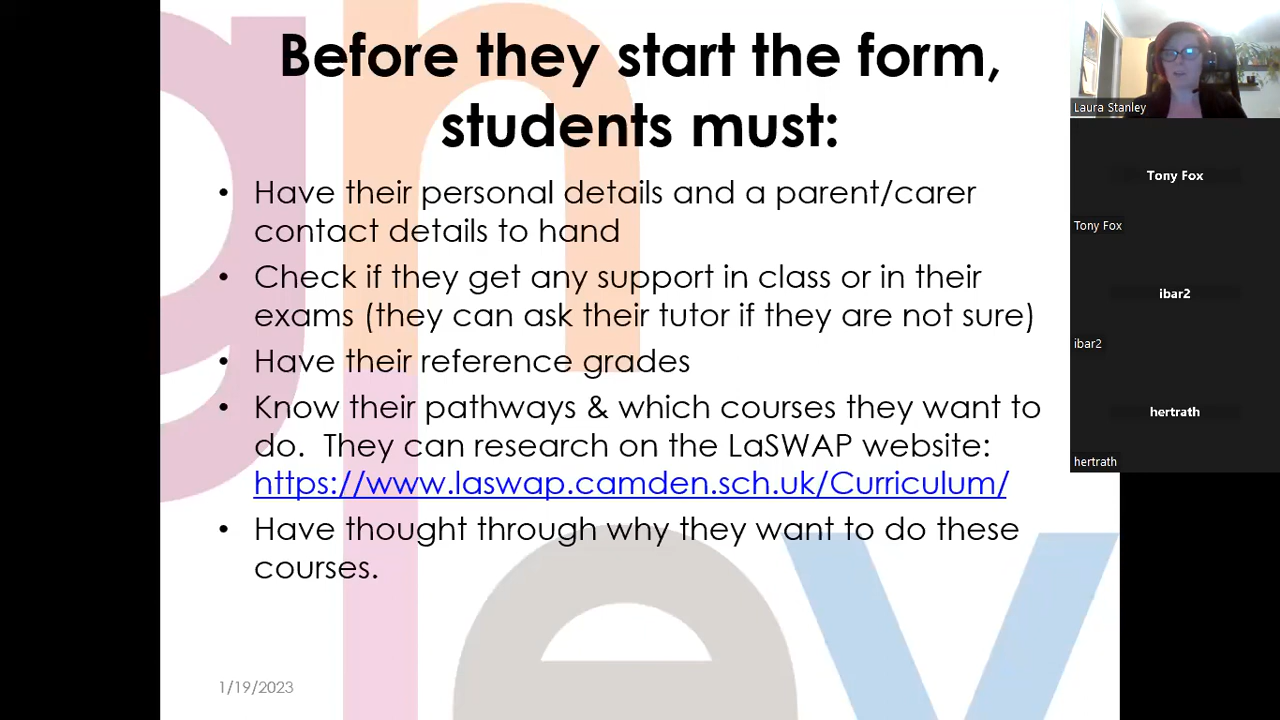 Before they start the form,
students must:
• Have their personal details and a parent/carer
contact details to hand
• Check if they get any support in class or in their
exams (they can ask their tutor if they are not sure)
• Have their reference grades
• Know their pathways & which courses they want to
do.  They can research on the LaSWAP website:
https://www.laswap.camden.sch.uk/Curriculum/
• Have thought through why they want to do these
courses.
1/19/2023
Laura Stanley
Tony Fox
Tony Fox
ibar2
ibar2
hertrath
hertrath